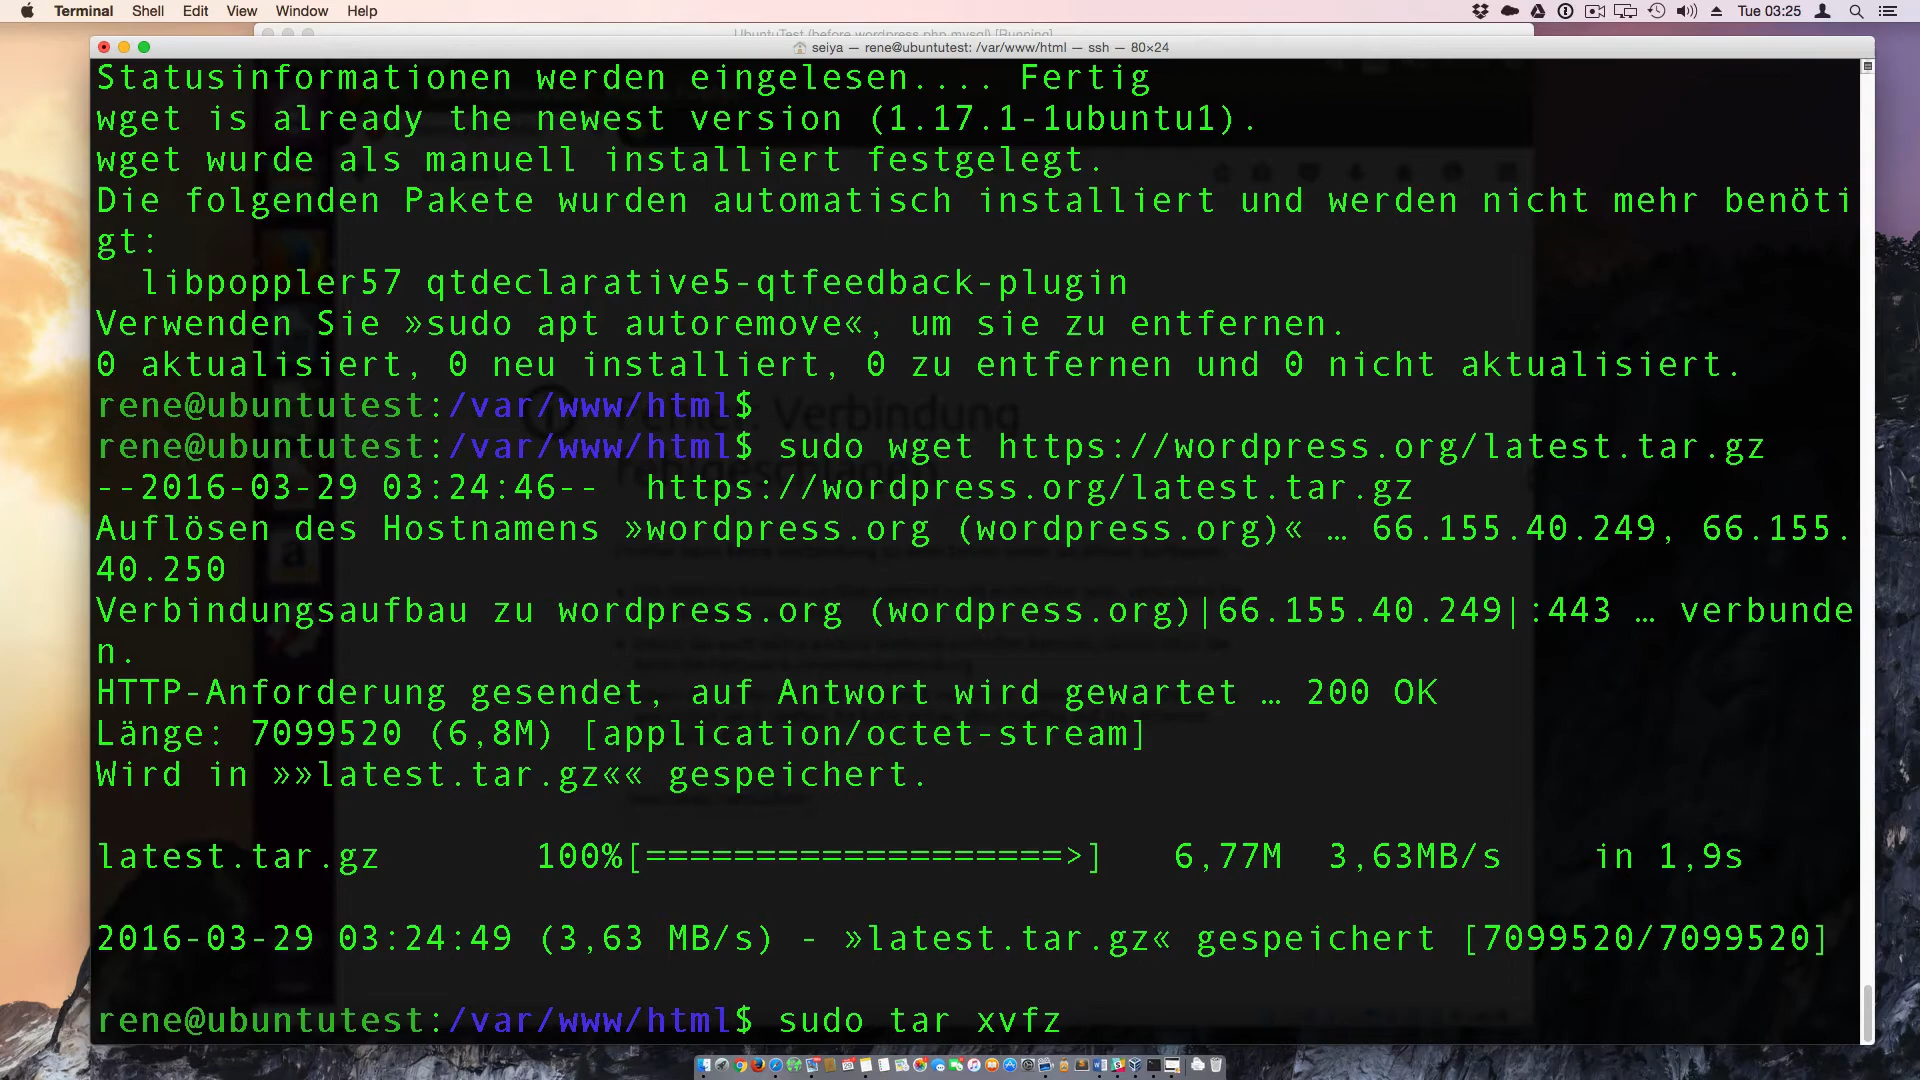 Terminal Shell Edit View Window Help Tue 03:25
UbuntuTest (before wordpress php mysql) [Running]
seiya — rene@ubuntutest: /var/www/html — ssh — 80×24
Statusinformationen werden eingelesen.... Fertig
wget is already the newest version (1.17.1-1ubuntu1).
wget wurde als manuell installiert festgelegt.
Die folgenden Pakete wurden automatisch installiert und werden nicht mehr benöti
gt:
libpoppler57 qtdeclarative5-qtfeedback-plugin
Verwenden Sie »sudo apt autoremove«, um sie zu entfernen.
0 aktualisiert, 0 neu installiert, 0 zu entfernen und 0 nicht aktualisiert.
rene@ubuntutest:/var/www/html$
rene@ubuntutest:/var/www/html$ sudo wget https://wordpress.org/latest.tar.gz
--2016-03-29 03:24:46-- https://wordpress.org/latest.tar.gz
Auflösen des Hostnamens »wordpress.org (wordpress.org)« … 66.155.40.249, 66.155.
40.250
Verbindungsaufbau zu wordpress.org (wordpress.org)|66.155.40.249|:443 … verbunde
n.
HTTP-Anforderung gesendet, auf Antwort wird gewartet … 200 OK
Länge: 7099520 (6,8M) [application/octet-stream]
Wird in »»latest.tar.gz«« gespeichert.
latest.tar.gz 100%[===================>] 6,77M 3,63MB/s in 1,9s
2016-03-29 03:24:49 (3,63 MB/s) - »latest.tar.gz« gespeichert [7099520/7099520]
rene@ubuntutest:/var/www/html$ sudo tar xvfz